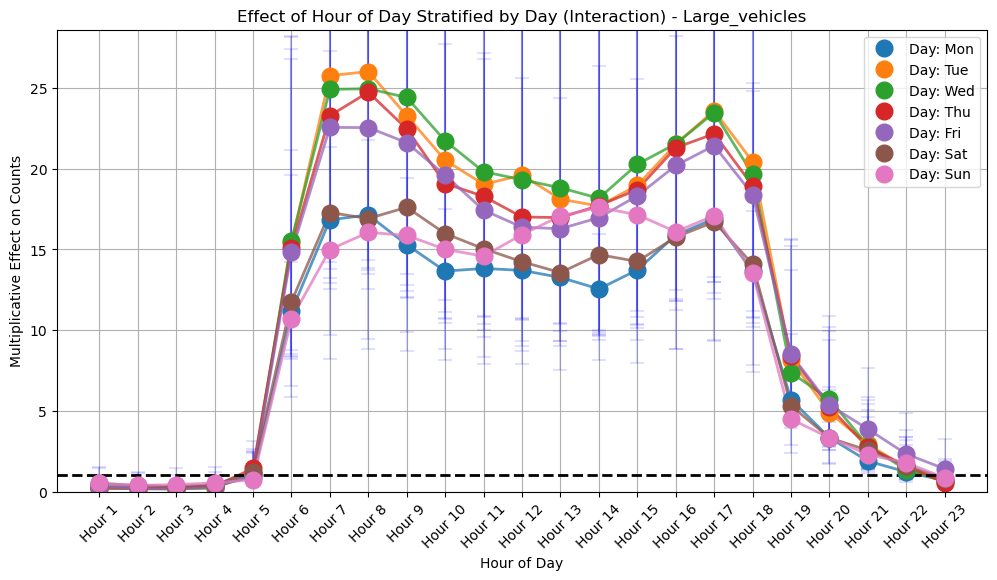 Effect of Hour of Day Stratified by Day (Interaction) - Large_vehicles
Multiplicative Effect on Counts
25
20
15
10
5
0
Day: Mon
Day: Tue
Day: Wed
Day: Thu
Day: Fri
Day: Sat
Day: Sun
Hour 1
Hour 2
Hour 3
Hour 4
Hour 5
Hour 6
Hour 7
Hour 8
Hour 9
Hour 10
Hour 11
Hour 12
Hour 13
Hour 14
Hour 15
Hour 16
Hour 17
Hour 18
Hour 19
Hour 20
Hour 21
Hour 22
Hour 23
Hour of Day